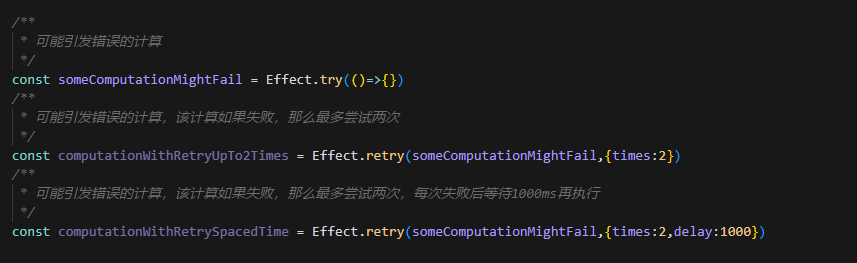 /**
 * 可能引发错误的计算
 */
const someComputationMightFail = Effect.try(()=>{})
/**
 * 可能引发错误的计算，该计算如果失败，那么最多尝试两次
 */
const computationWithRetryUpTo2Times = Effect.retry(someComputationMightFail,{times:2})
/**
 * 可能引发错误的计算，该计算如果失败，那么最多尝试两次，每次失败后等待1000ms再执行
 */
const computationWithRetrySpacedTime = Effect.retry(someComputationMightFail,{times:2,delay:1000})